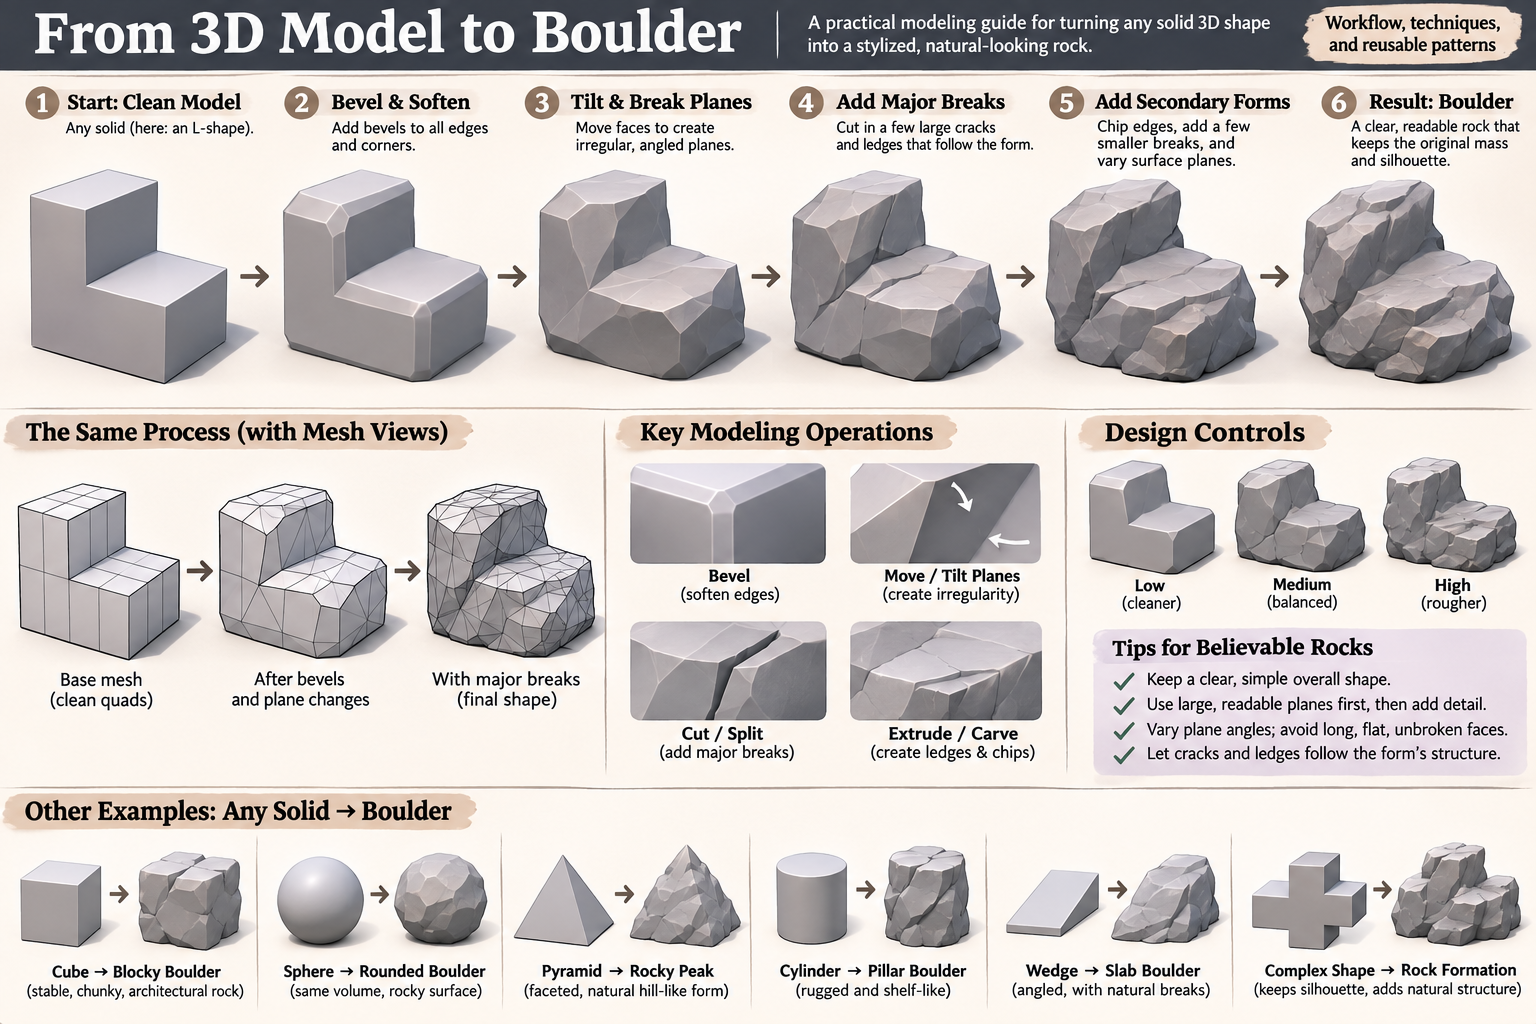 From 3D Model to Boulder
A practical modeling guide for turning any solid 3D shape
into a stylized, natural-looking rock.
Workflow, techniques,
and reusable patterns
1 Start: Clean Model
Any solid (here: an L-shape).
2 Bevel & Soften
Add bevels to all edges
and corners.
3 Tilt & Break Planes
Move faces to create
irregular, angled planes.
4 Add Major Breaks
Cut in a few large cracks
and ledges that follow the form.
5 Add Secondary Forms
Chip edges, add a few
smaller breaks, and
vary surface planes.
6 Result: Boulder
A clear, readable rock that
keeps the original mass
and silhouette.
The Same Process (with Mesh Views)
Base mesh
(clean quads)
After bevels
and plane changes
With major breaks
(final shape)
Key Modeling Operations
Bevel
(soften edges)
Move / Tilt Planes
(create irregularity)
Cut / Split
(add major breaks)
Extrude / Carve
(create ledges & chips)
Design Controls
Low
(cleaner)
Medium
(balanced)
High
(rougher)
Tips for Believable Rocks
✓ Keep a clear, simple overall shape.
✓ Use large, readable planes first, then add detail.
✓ Vary plane angles; avoid long, flat, unbroken faces.
✓ Let cracks and ledges follow the form's structure.
Other Examples: Any Solid → Boulder
Cube → Blocky Boulder
(stable, chunky, architectural rock)
Sphere → Rounded Boulder
(same volume, rocky surface)
Pyramid → Rocky Peak
(faceted, natural hill-like form)
Cylinder → Pillar Boulder
(rugged and shelf-like)
Wedge → Slab Boulder
(angled, with natural breaks)
Complex Shape → Rock Formation
(keeps silhouette, adds natural structure)